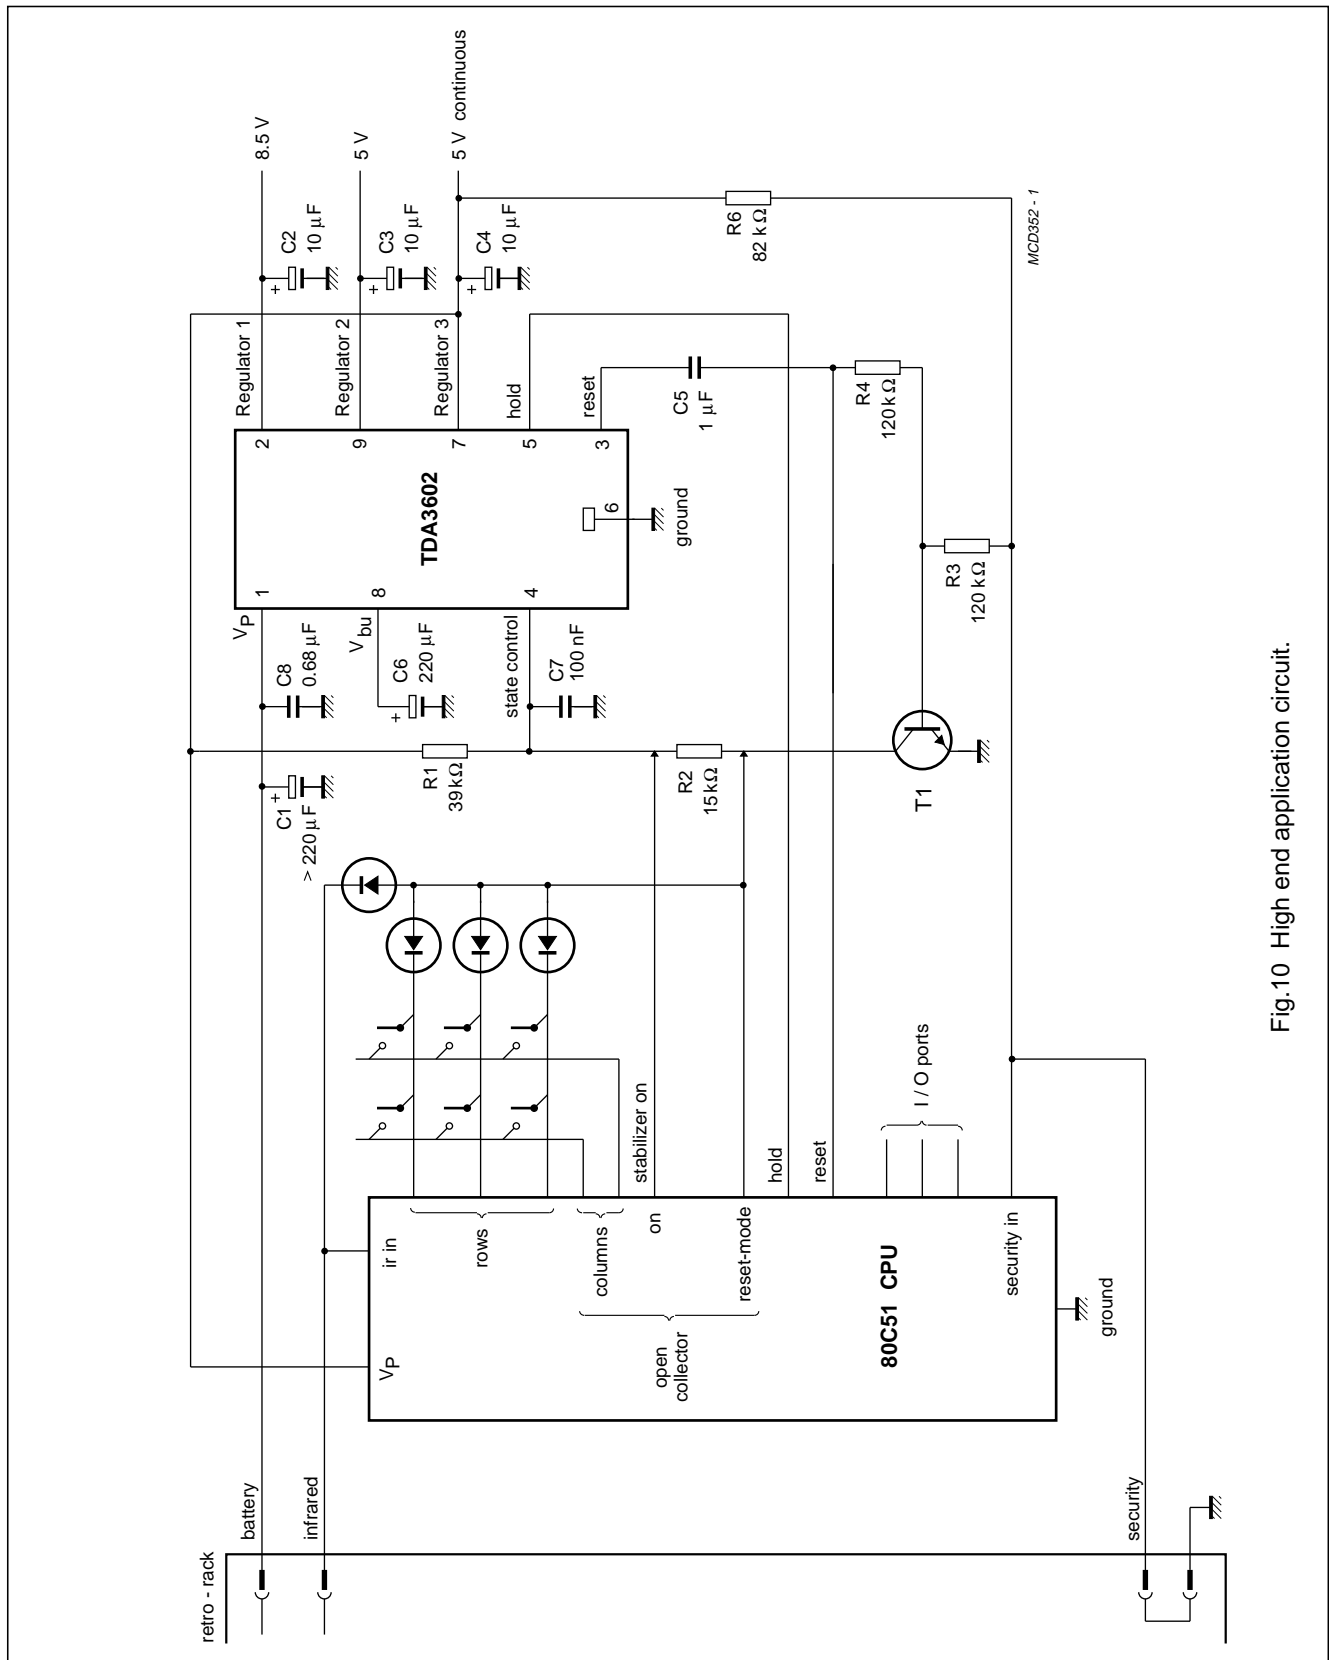 8.5 V
5 V
5 V continuous
C2
10 μF
C3
10 μF
C4
10 μF
+
+
+
R6
82 kΩ
MCD352 - 1
Regulator 1
Regulator 2
Regulator 3
hold
reset
C5
1 μF
R4
120 kΩ
2
9
7
5
3
TDA3602
6
ground
1
8
4
R3
120 kΩ
VP
Vbu
state control
C8
0.68 μF
C6
220 μF
+
C7
100 nF
C1
> 220 μF
+
R1
39 kΩ
R2
15 kΩ
T1
stabilizer on
hold
reset
I / O ports
ir in
rows
columns
on
reset-mode
open
collector
security in
80C51 CPU
VP
ground
battery
infrared
security
retro - rack
Fig.10 High end application circuit.